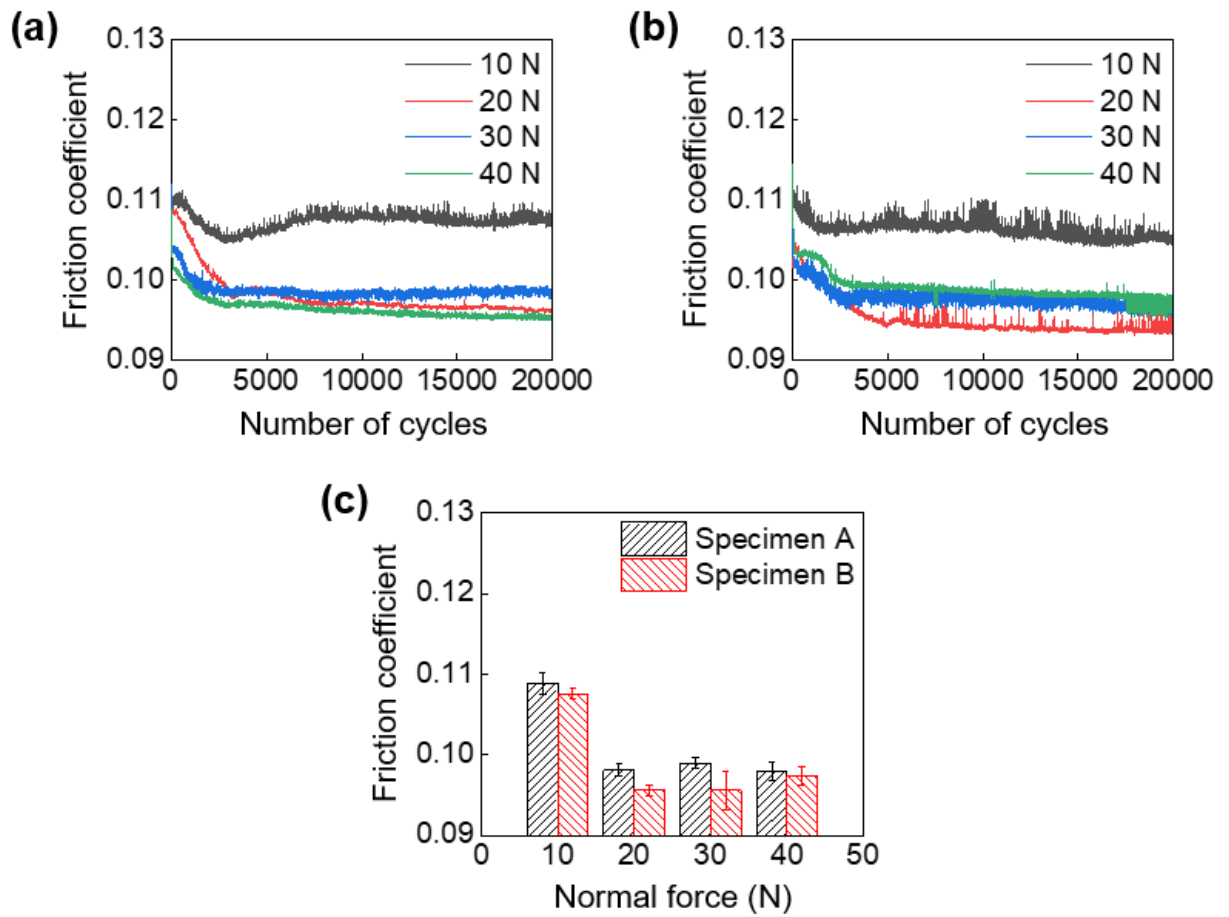 (a)
0.13
0.12
0.11
0.10
0.09
Friction coefficient
10 N
20 N
30 N
40 N
0 5000 10000 15000 20000
Number of cycles
(b)
0.13
0.12
0.11
0.10
0.09
Friction coefficient
10 N
20 N
30 N
40 N
0 5000 10000 15000 20000
Number of cycles
(c)
0.13
0.12
0.11
0.10
0.09
Friction coefficient
Specimen A
Specimen B
0 10 20 30 40 50
Normal force (N)